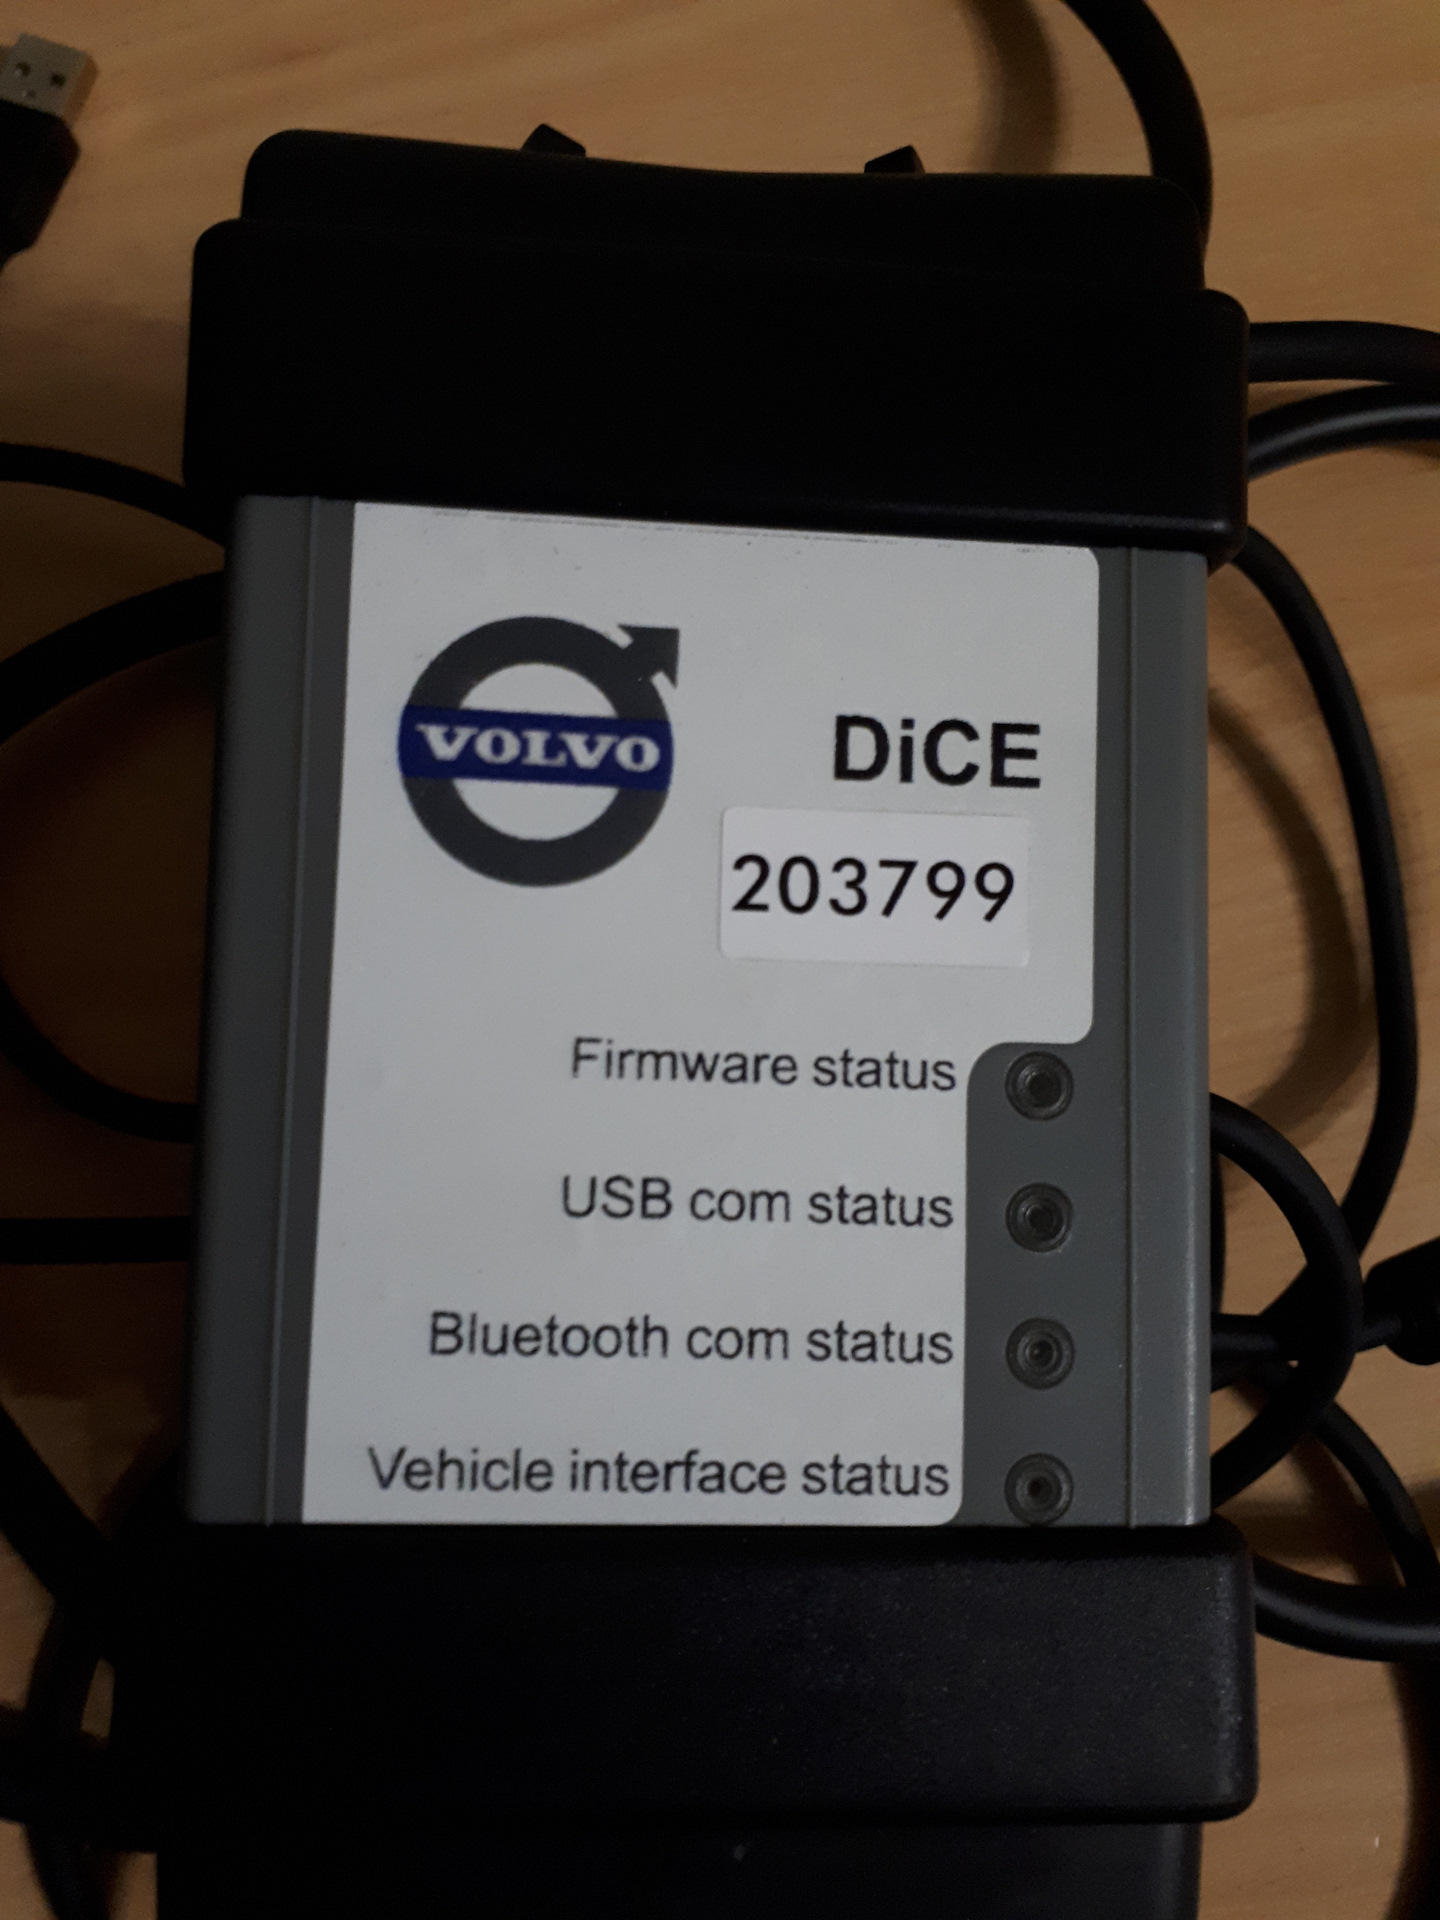 VOLVO
DiCE
203799
Firmware status
USB com status
Bluetooth com status
Vehicle interface status